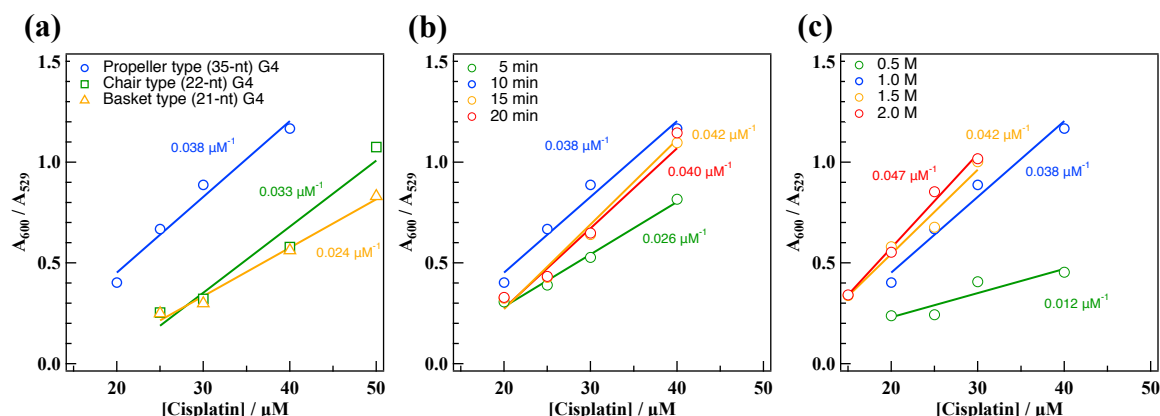 (a)
1.5
1.0
0.5
0.0
A600 / A529
Propeller type (35-nt) G4
Chair type (22-nt) G4
Basket type (21-nt) G4
0.038 µM⁻¹
0.033 µM⁻¹
0.024 µM⁻¹
20 30 40 50
[Cisplatin] / µM
(b)
1.5
1.0
0.5
0.0
A600 / A529
5 min
10 min
15 min
20 min
0.038 µM⁻¹
0.042 µM⁻¹
0.040 µM⁻¹
0.026 µM⁻¹
20 30 40 50
[Cisplatin] / µM
(c)
1.5
1.0
0.5
0.0
A600 / A529
0.5 M
1.0 M
1.5 M
2.0 M
0.042 µM⁻¹
0.047 µM⁻¹
0.038 µM⁻¹
0.012 µM⁻¹
20 30 40 50
[Cisplatin] / µM